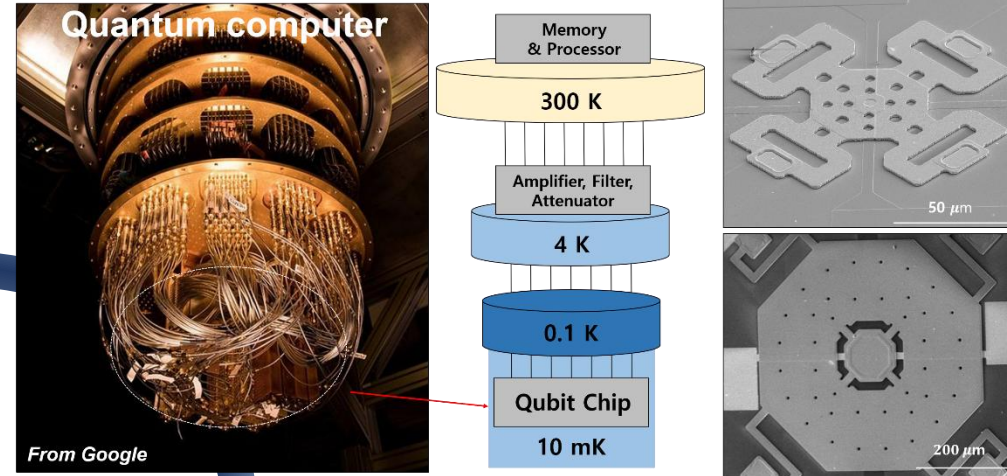 Quantum computer
From Google
Memory
& Processor
300 K
Amplifier, Filter,
Attenuator
4 K
0.1 K
Qubit Chip
10 mK
50 μm
200 μm